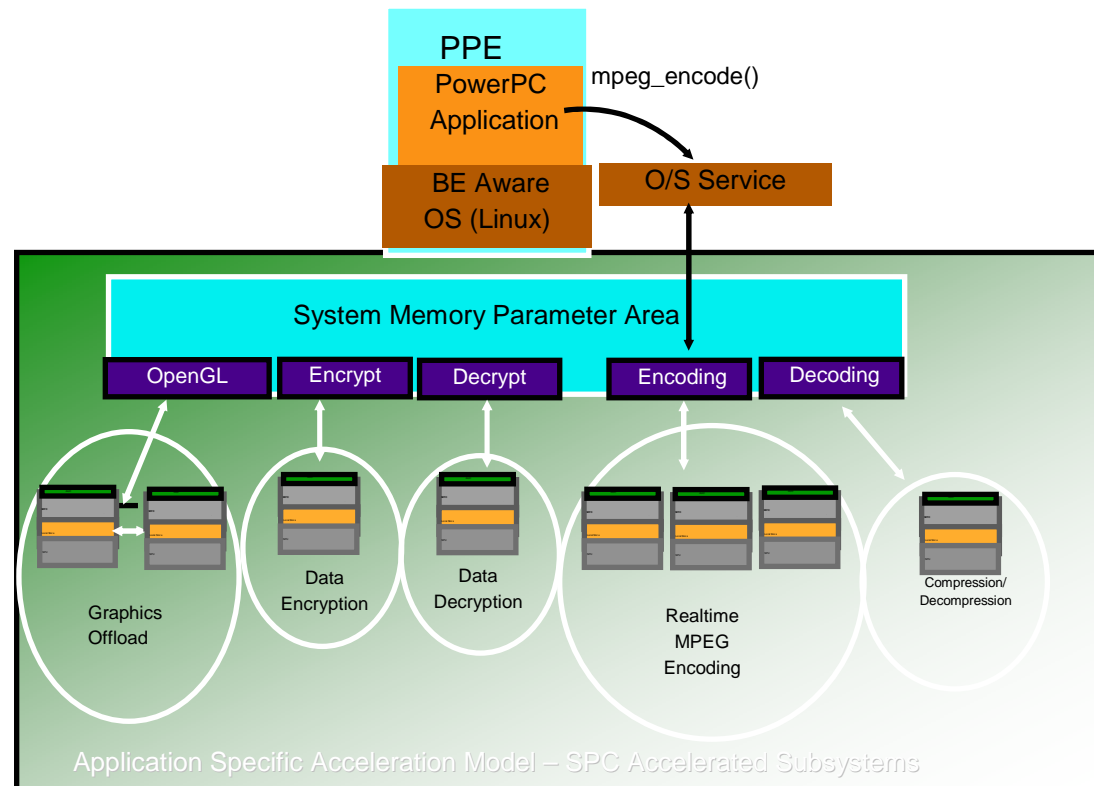 PPE
PowerPC
Application
mpeg_encode()
BE Aware
OS (Linux)
O/S Service
System Memory Parameter Area
OpenGL
Encrypt
Decrypt
Encoding
Decoding
Graphics
Offload
Data
Encryption
Data
Decryption
Realtime
MPEG
Encoding
Compression/
Decompression
Application Specific Acceleration Model – SPC Accelerated Subsystems